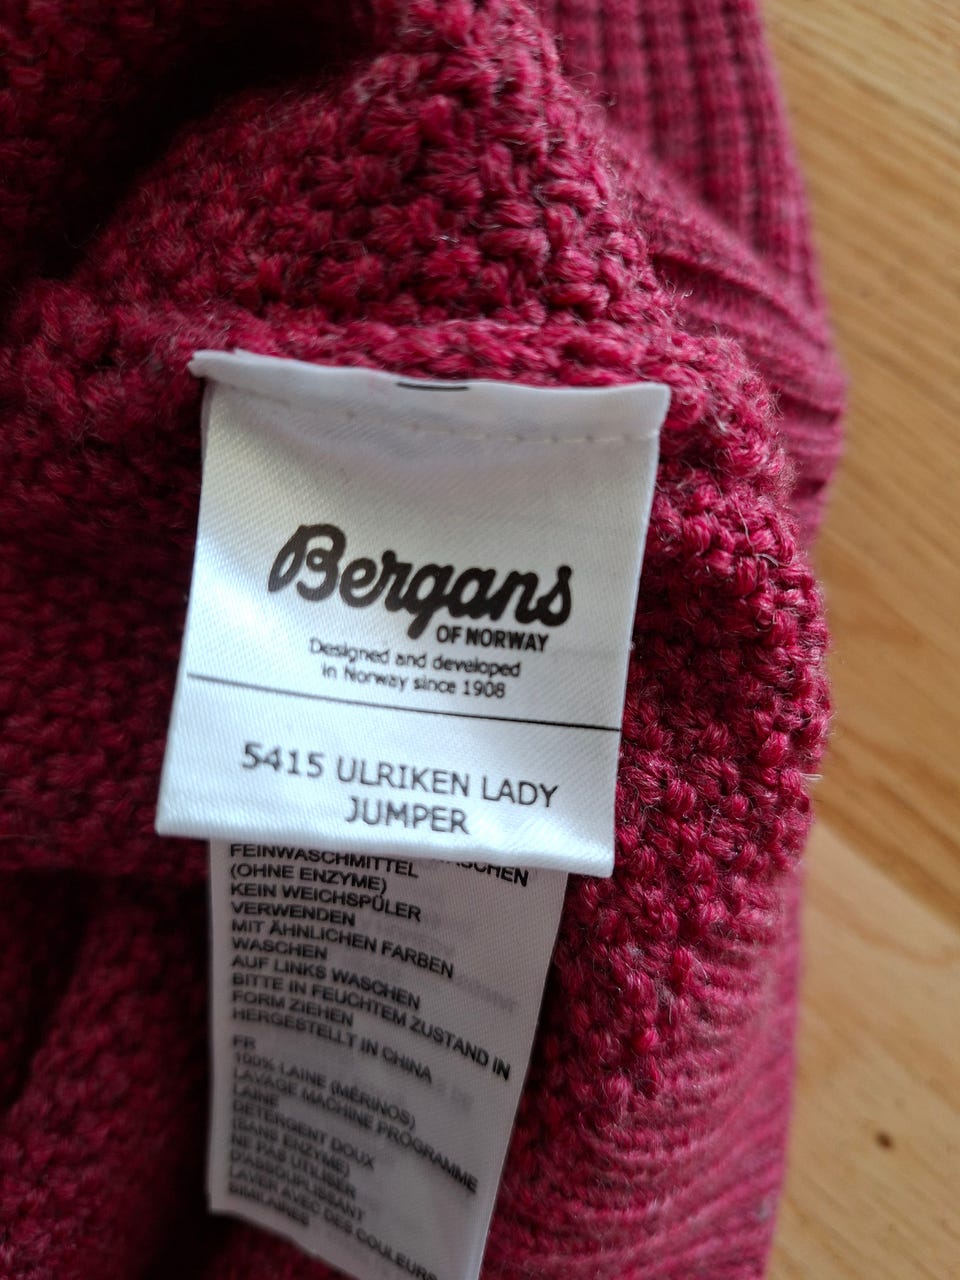 Bergans
OF NORWAY
Designed and developed
in Norway since 1908
5415 ULRIKEN LADY
JUMPER
FEINWASCHMITTEL
(OHNE ENZYME)
KEIN WEICHSPÜLER
VERWENDEN
MIT ÄHNLICHEN FARBEN
WASCHEN
AUF LINKS WASCHEN
BITTE IN FEUCHTEM ZUSTAND IN
FORM ZIEHEN
HERGESTELLT IN CHINA
FR
100% LAINE (MÉRINOS)
LAVAGE MACHINE PROGRAMME
LAINE
DÉTERGENT DOUX
(SANS ENZYME)
NE PAS UTILISER
D'ASSOUPLISSANT
LAVER AVEC DES COULEURS
SIMILAIRES